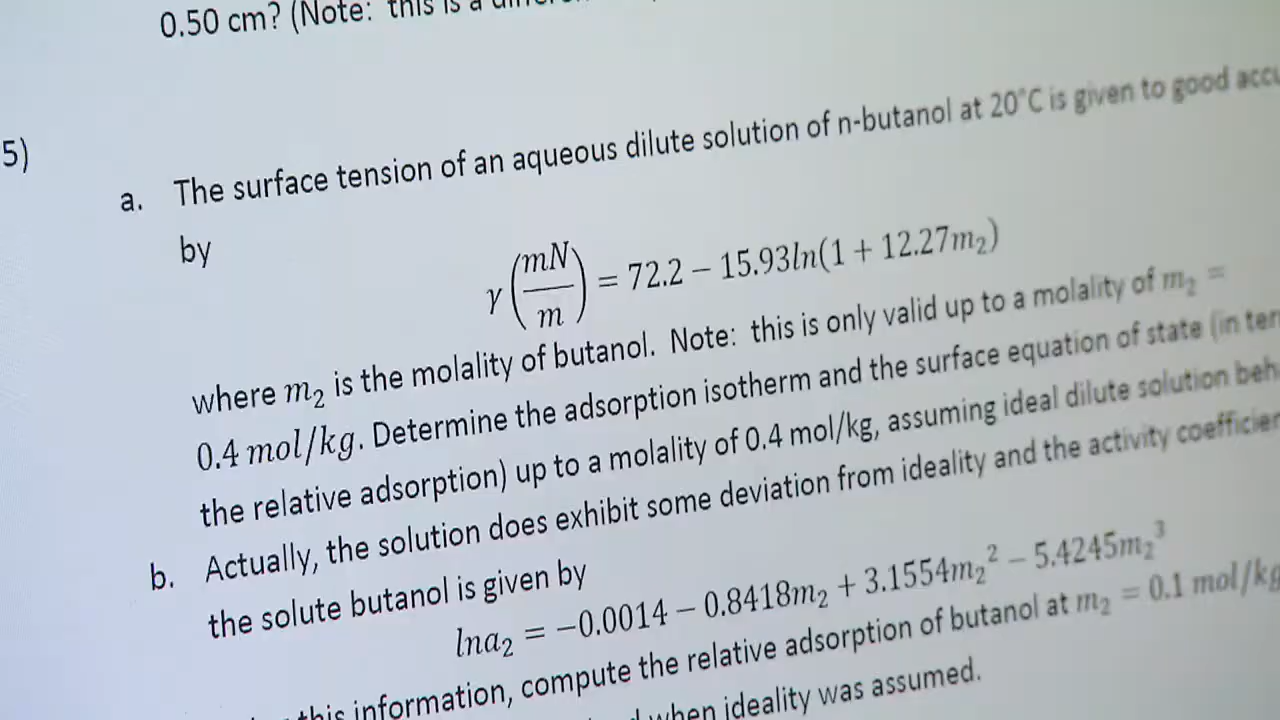 0.50 cm? (Note: this is a
5)
a. The surface tension of an aqueous dilute solution of n-butanol at 20°C is given to good
by
γ (mN/m) = 72.2 − 15.93ln(1 + 12.27m₂)
where m₂ is the molality of butanol. Note: this is only valid up to a molality of m₂ =
0.4 mol/kg. Determine the adsorption isotherm and the surface equation of state (in
the relative adsorption) up to a molality of 0.4 mol/kg, assuming ideal dilute solution
b. Actually, the solution does exhibit some deviation from ideality and the activity
the solute butanol is given by
lna₂ = −0.0014 − 0.8418m₂ + 3.1554m₂² − 5.4245m₂³
this information, compute the relative adsorption of butanol at m₂ = 0.1 mol/kg
when ideality was assumed.